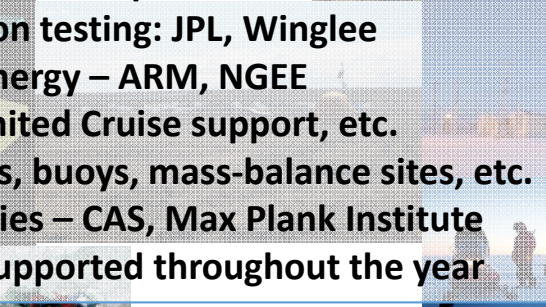 on testing: JPL, Winglee
nergy – ARM, NGEE
nited Cruise support, etc.
s, buoys, mass-balance sites, etc.
ies – CAS, Max Plank Institute
upported throughout the year